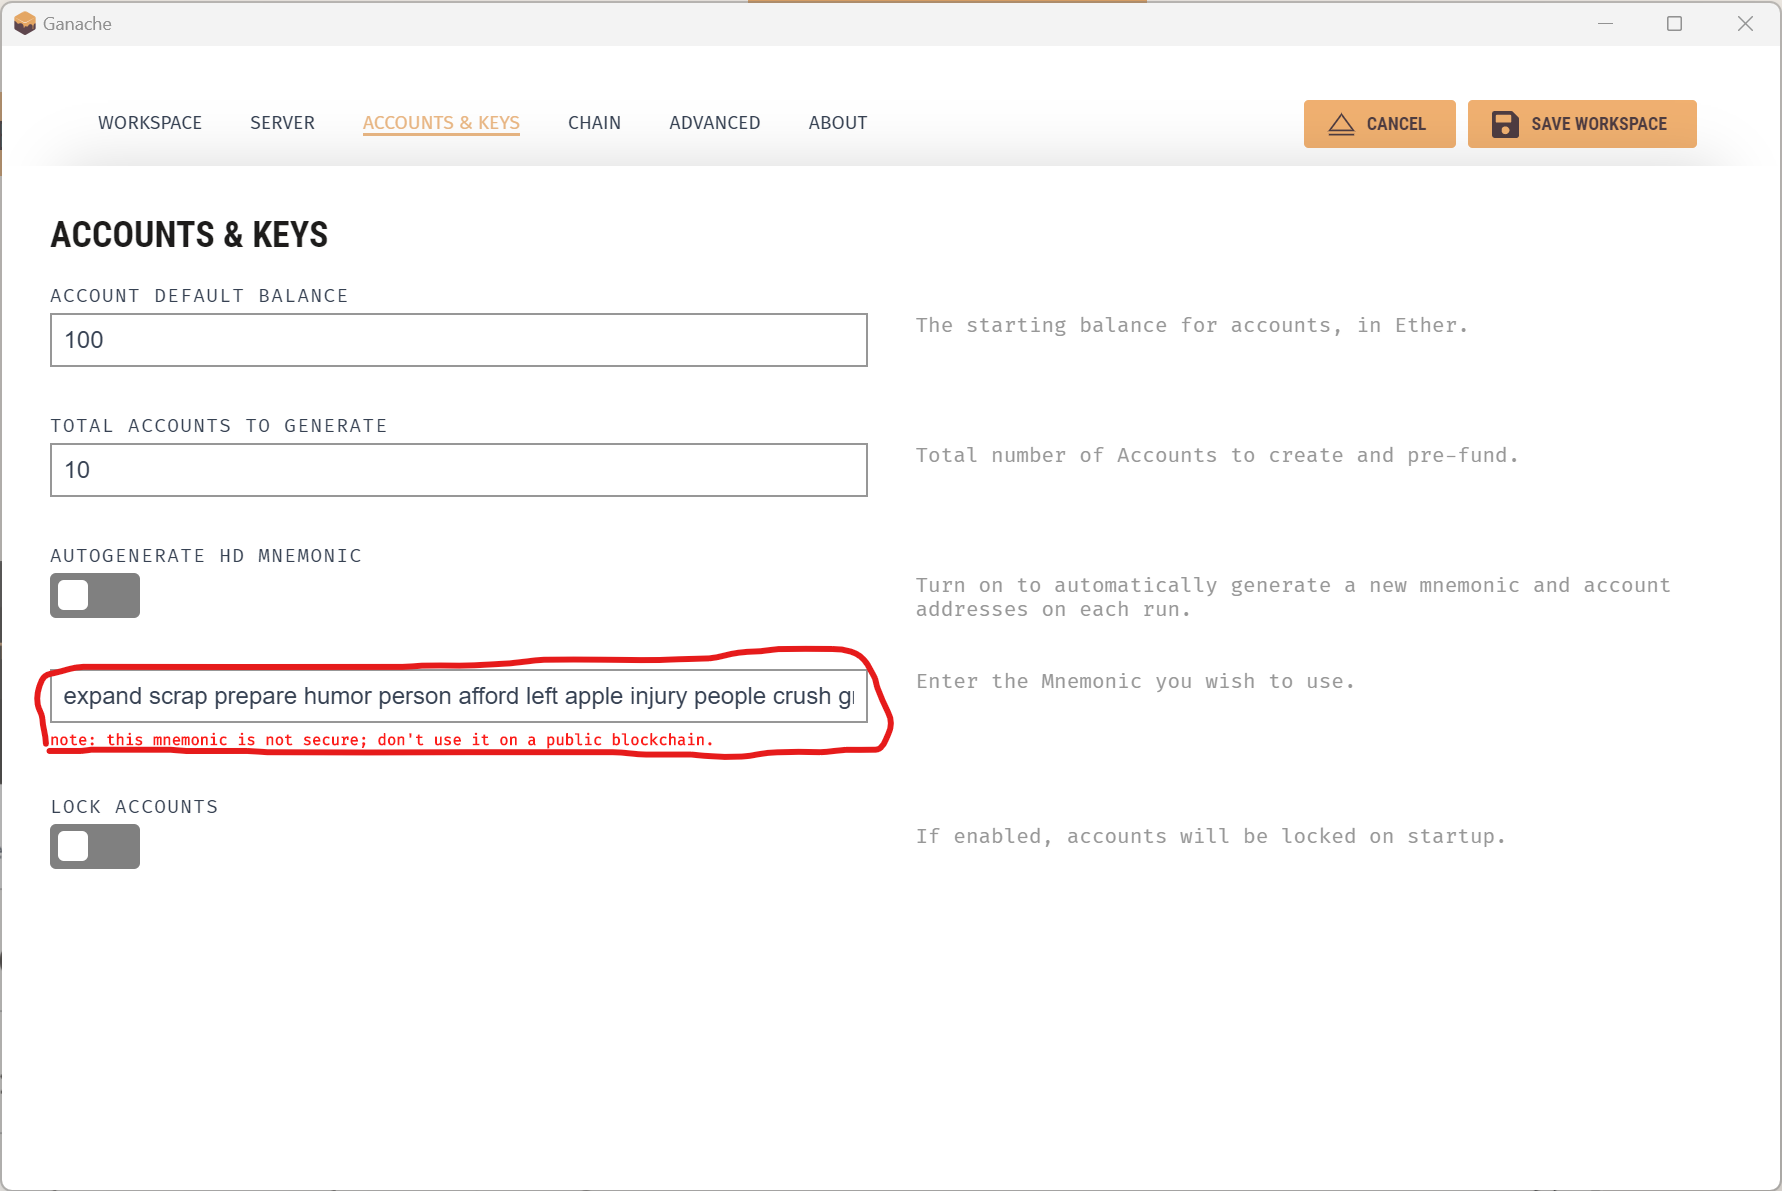 Ganache
WORKSPACE SERVER ACCOUNTS & KEYS CHAIN ADVANCED ABOUT CANCEL SAVE WORKSPACE
ACCOUNTS & KEYS
ACCOUNT DEFAULT BALANCE
100
The starting balance for accounts, in Ether.
TOTAL ACCOUNTS TO GENERATE
10
Total number of Accounts to create and pre-fund.
AUTOGENERATE HD MNEMONIC
Turn on to automatically generate a new mnemonic and account
addresses on each run.
expand scrap prepare humor person afford left apple injury people crush
Enter the Mnemonic you wish to use.
note: this mnemonic is not secure; don't use it on a public blockchain.
LOCK ACCOUNTS
If enabled, accounts will be locked on startup.